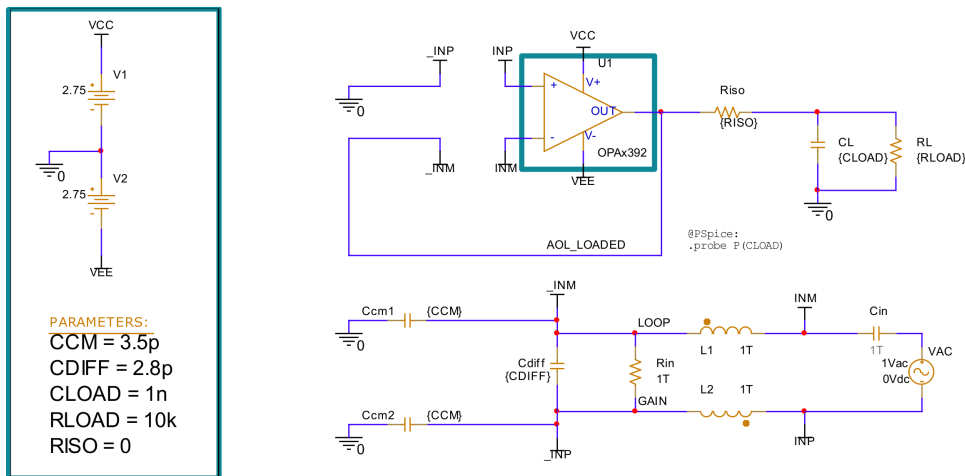 VCC
V1
2.75
+
-
0
V2
2.75
+
-
VEE
PARAMETERS:
CCM = 3.5p
CDIFF = 2.8p
CLOAD = 1n
RLOAD = 10k
RISO = 0
_INP
INP
VCC
U1
V+
+
OUT
-
V-
OPAx392
VEE
0
_INM
INM
Riso
{RISO}
CL
{CLOAD}
RL
{RLOAD}
0
AOL_LOADED
@PSpice:
.probe P(CLOAD)
_INM
Ccm1
{CCM}
0
LOOP
INM
L1
1T
Cin
1T
Cdiff
{CDIFF}
Rin
1T
1Vac
0Vdc
VAC
L2
1T
GAIN
Ccm2
{CCM}
0
_INP
INP